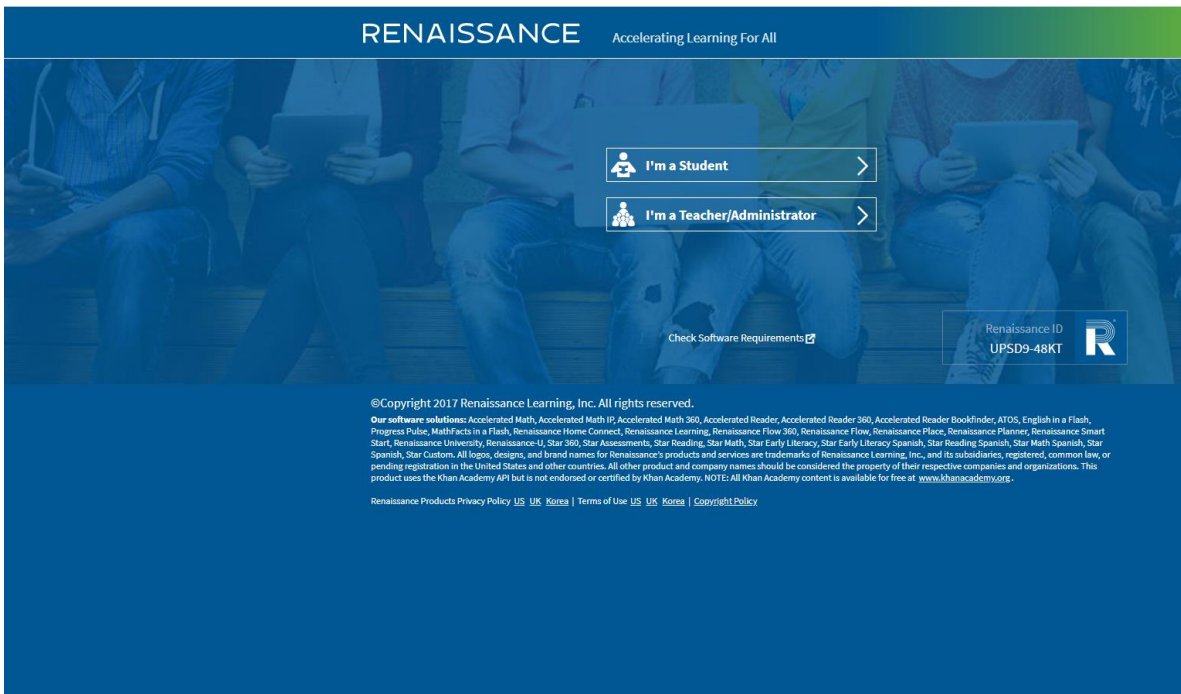 RENAISSANCE Accelerating Learning For All
I'm a Student
I'm a Teacher/Administrator
Check Software Requirements
Renaissance ID
UPSD9-48KT
R
©Copyright 2017 Renaissance Learning, Inc. All rights reserved.
Our software solutions: Accelerated Math, Accelerated Math IP, Accelerated Math 360, Accelerated Reader, Accelerated Reader 360, Accelerated Reader Bookfinder, ATOS, English in a Flash,
Progress Pulse, MathFacts in a Flash, Renaissance Home Connect, Renaissance Learning, Renaissance Flow 360, Renaissance Flow, Renaissance Place, Renaissance Planner, Renaissance Smart
Start, Renaissance University, Renaissance-U, Star 360, Star Assessments, Star Reading, Star Math, Star Early Literacy, Star Early Literacy Spanish, Star Reading Spanish, Star Math Spanish, Star
Spanish, Star Custom. All logos, designs, and brand names for Renaissance's products and services are trademarks of Renaissance Learning, Inc., and its subsidiaries, registered, common law, or
pending registration in the United States and other countries. All other product and company names should be considered the property of their respective companies and organizations. This
product uses the Khan Academy API but is not endorsed or certified by Khan Academy. NOTE: All Khan Academy content is available for free at www.khanacademy.org.
Renaissance Products Privacy Policy US UK Korea | Terms of Use US UK Korea | Copyright Policy